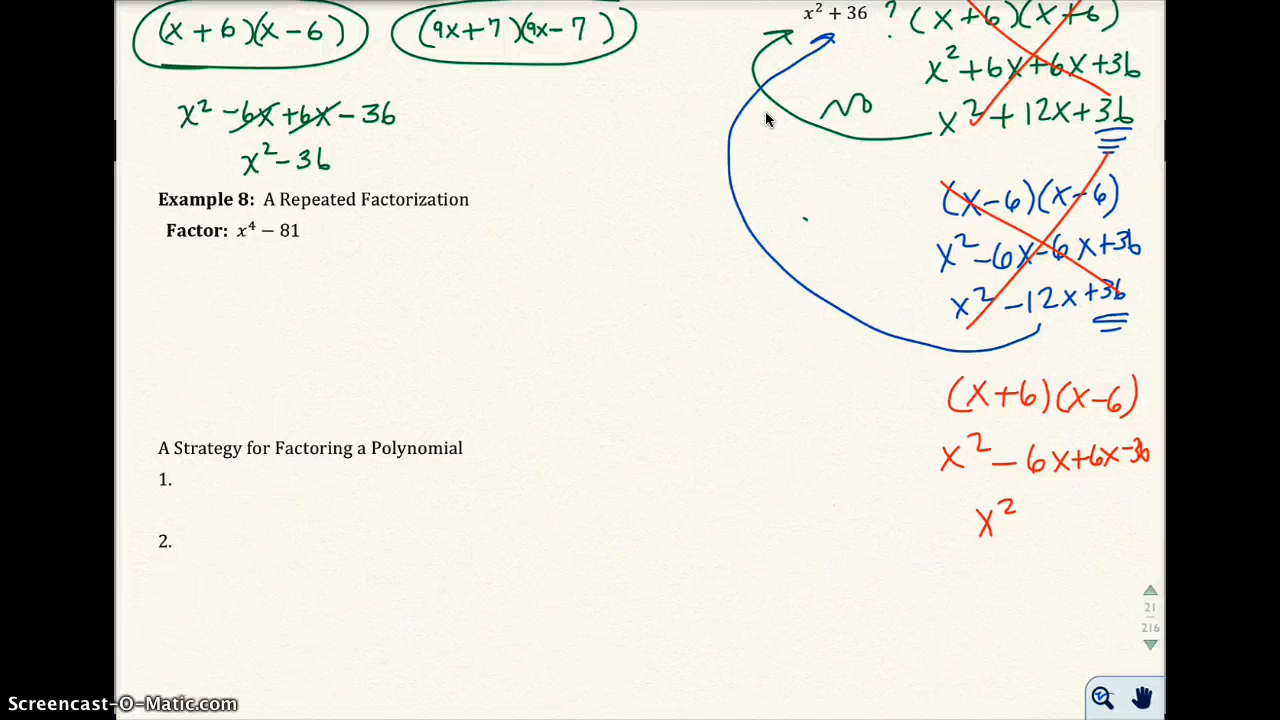 (x + 6)(x − 6) (9x + 7)(9x − 7)
x² − 6x + 6x − 36
x² − 36
Example 8: A Repeated Factorization
Factor: x⁴ − 81
A Strategy for Factoring a Polynomial
1.
2.
x² + 36 ? (x + 6)(x + 6)
x² + 6x + 6x + 36
NO x² + 12x + 36
(x − 6)(x − 6)
x² − 6x − 6x + 36
x² − 12x + 36
(x + 6)(x − 6)
x² − 6x + 6x − 36
x²
21
216
Screencast-O-Matic.com